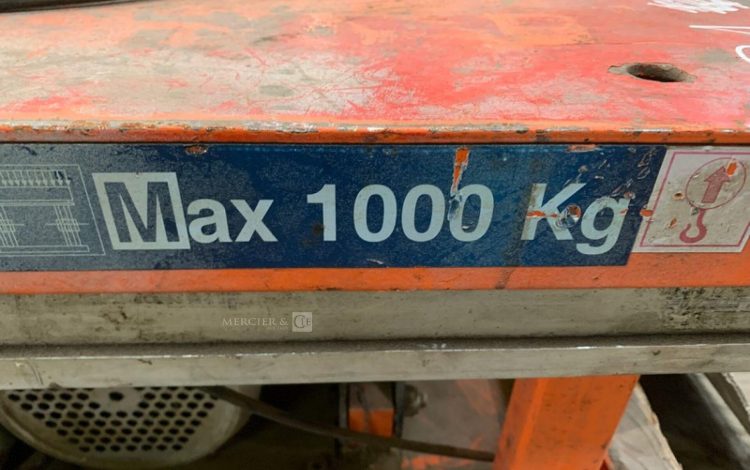 Max 1000 Kg
MERCIER & Cie